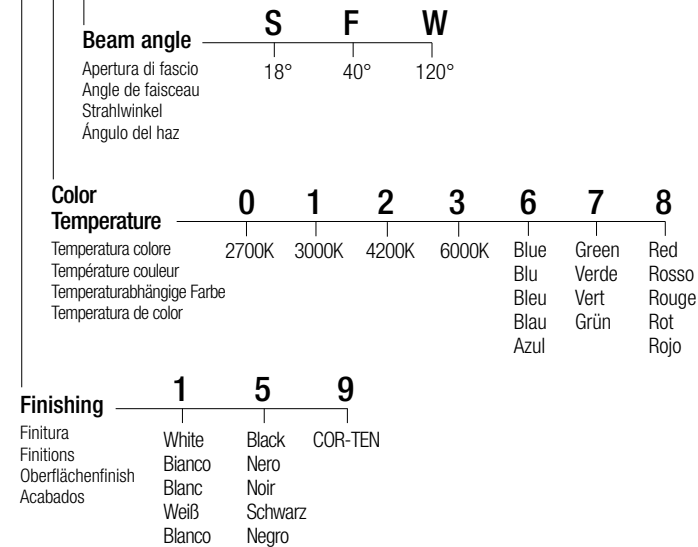 Beam angle
S F W
18° 40° 120°
Apertura di fascio
Angle de faisceau
Strahlwinkel
Ángulo del haz
Color
Temperature
0 1 2 3 6 7 8
Temperatura colore
Température couleur
Temperaturabhängige Farbe
Temperatura de color
2700K 3000K 4200K 6000K Blue Green Red
Blu Verde Rosso
Bleu Vert Rouge
Blau Grün Rot
Azul Rojo
Finishing
1 5 9
Finitura
Finitions
Oberflächenfinish
Acabados
White Black COR-TEN
Bianco Nero
Blanc Noir
Weiß Schwarz
Blanco Negro